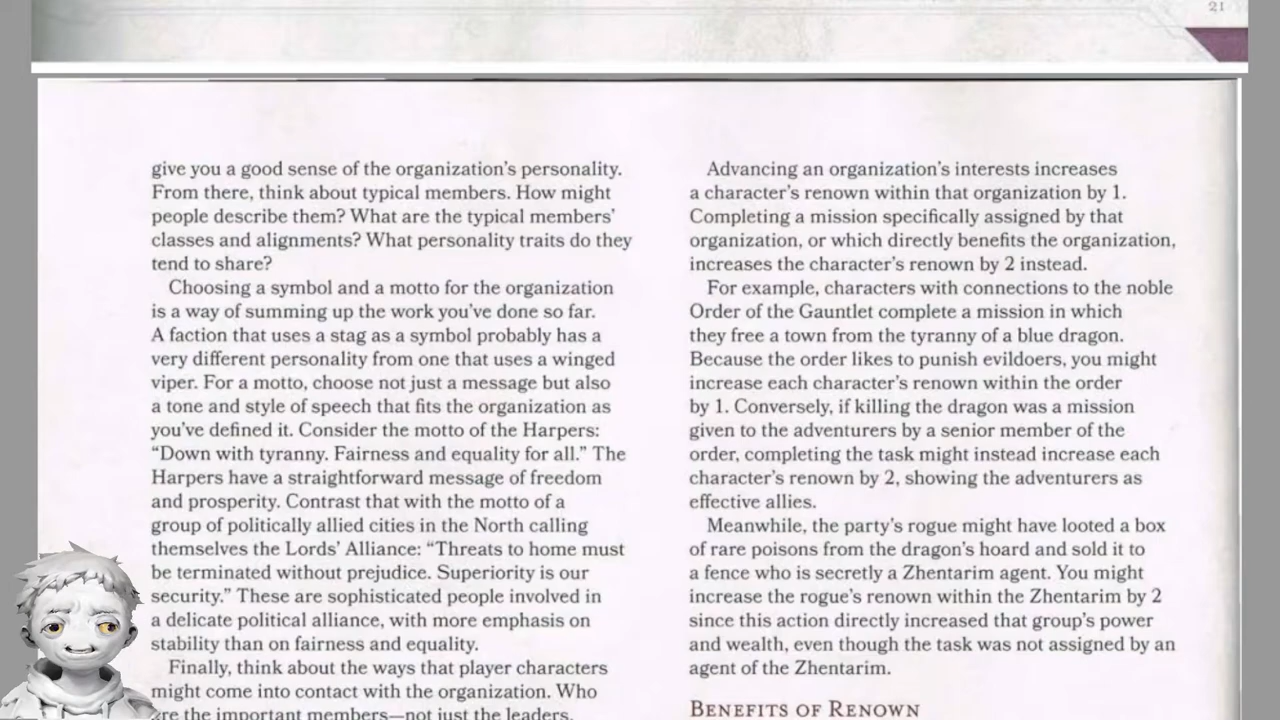 21
give you a good sense of the organization's personality.
From there, think about typical members. How might
people describe them? What are the typical members'
classes and alignments? What personality traits do they
tend to share?
Choosing a symbol and a motto for the organization
is a way of summing up the work you've done so far.
A faction that uses a stag as a symbol probably has a
very different personality from one that uses a winged
viper. For a motto, choose not just a message but also
a tone and style of speech that fits the organization as
you've defined it. Consider the motto of the Harpers:
“Down with tyranny. Fairness and equality for all.” The
Harpers have a straightforward message of freedom
and prosperity. Contrast that with the motto of a
group of politically allied cities in the North calling
themselves the Lords' Alliance: “Threats to home must
be terminated without prejudice. Superiority is our
security.” These are sophisticated people involved in
a delicate political alliance, with more emphasis on
stability than on fairness and equality.
Finally, think about the ways that player characters
might come into contact with the organization. Who
are the important members—not just the leaders,
Advancing an organization's interests increases
a character's renown within that organization by 1.
Completing a mission specifically assigned by that
organization, or which directly benefits the organization,
increases the character's renown by 2 instead.
For example, characters with connections to the noble
Order of the Gauntlet complete a mission in which
they free a town from the tyranny of a blue dragon.
Because the order likes to punish evildoers, you might
increase each character's renown within the order
by 1. Conversely, if killing the dragon was a mission
given to the adventurers by a senior member of the
order, completing the task might instead increase each
character's renown by 2, showing the adventurers as
effective allies.
Meanwhile, the party's rogue might have looted a box
of rare poisons from the dragon's hoard and sold it to
a fence who is secretly a Zhentarim agent. You might
increase the rogue's renown within the Zhentarim by 2
since this action directly increased that group's power
and wealth, even though the task was not assigned by an
agent of the Zhentarim.
BENEFITS OF RENOWN